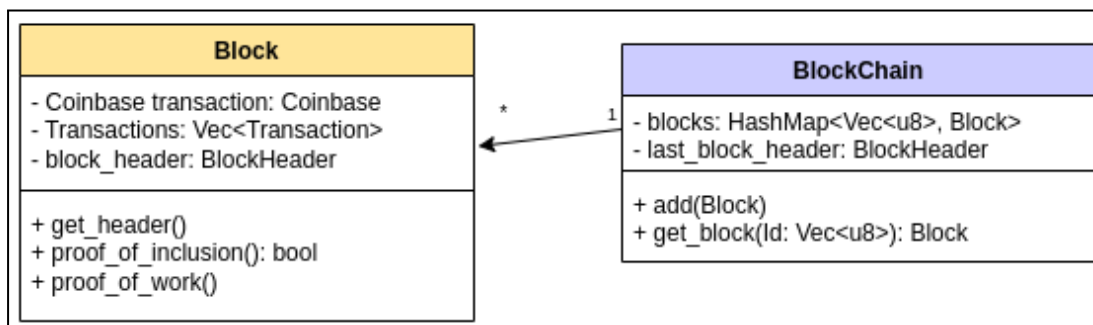 Block
- Coinbase transaction: Coinbase
- Transactions: Vec<Transaction>
- block_header: BlockHeader
+ get_header()
+ proof_of_inclusion(): bool
+ proof_of_work()
*
1
BlockChain
- blocks: HashMap<Vec<u8>, Block>
- last_block_header: BlockHeader
+ add(Block)
+ get_block(Id: Vec<u8>): Block